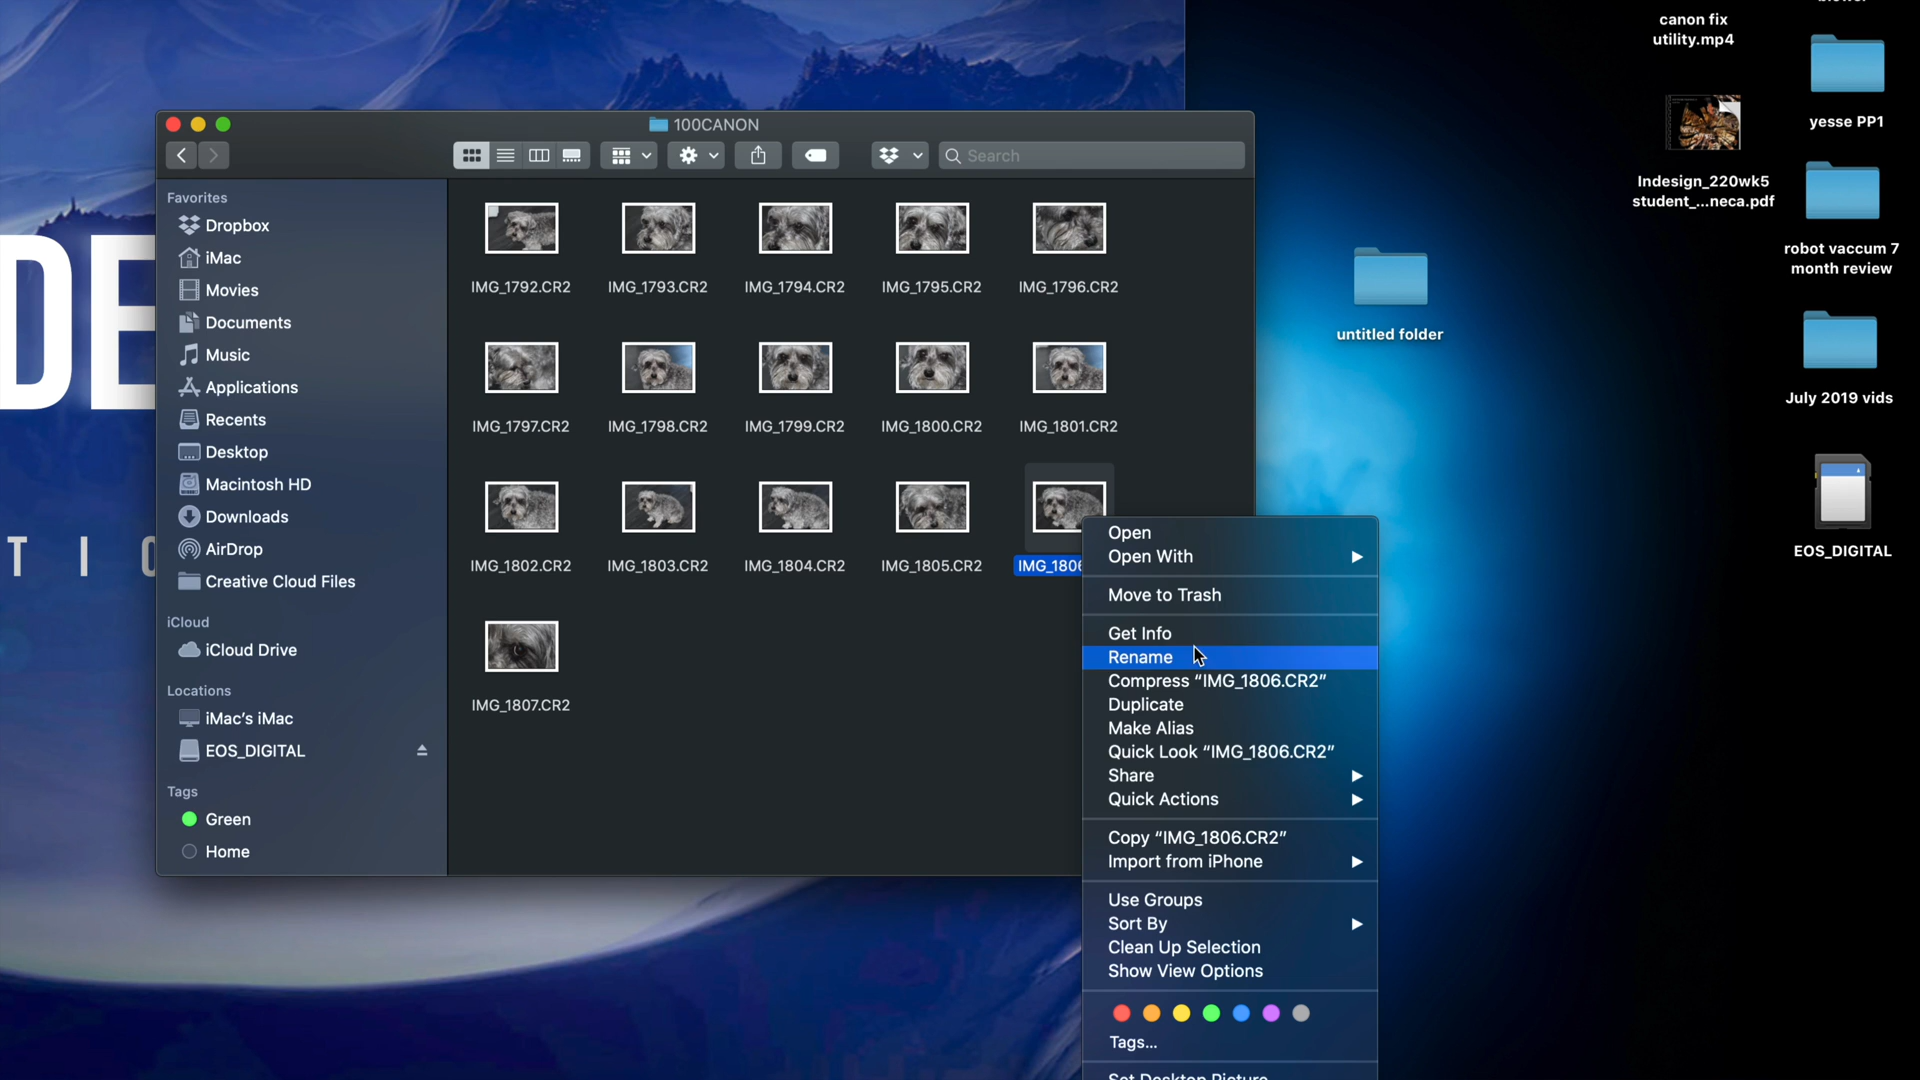 canon fix
utility.mp4
yesse PP1
Indesign_220wk5
student_...neca.pdf
robot vaccum 7
month review
untitled folder
July 2019 vids
EOS_DIGITAL
DE
T I
100CANON
Search
Favorites
Dropbox
iMac
Movies
Documents
Music
Applications
Recents
Desktop
Macintosh HD
Downloads
AirDrop
Creative Cloud Files
iCloud
iCloud Drive
Locations
iMac's iMac
EOS_DIGITAL
Tags
Green
Home
IMG_1792.CR2
IMG_1793.CR2
IMG_1794.CR2
IMG_1795.CR2
IMG_1796.CR2
IMG_1797.CR2
IMG_1798.CR2
IMG_1799.CR2
IMG_1800.CR2
IMG_1801.CR2
IMG_1802.CR2
IMG_1803.CR2
IMG_1804.CR2
IMG_1805.CR2
IMG_1806
IMG_1807.CR2
Open
Open With
Move to Trash
Get Info
Rename
Compress “IMG_1806.CR2”
Duplicate
Make Alias
Quick Look “IMG_1806.CR2”
Share
Quick Actions
Copy “IMG_1806.CR2”
Import from iPhone
Use Groups
Sort By
Clean Up Selection
Show View Options
Tags...
Set Desktop Picture